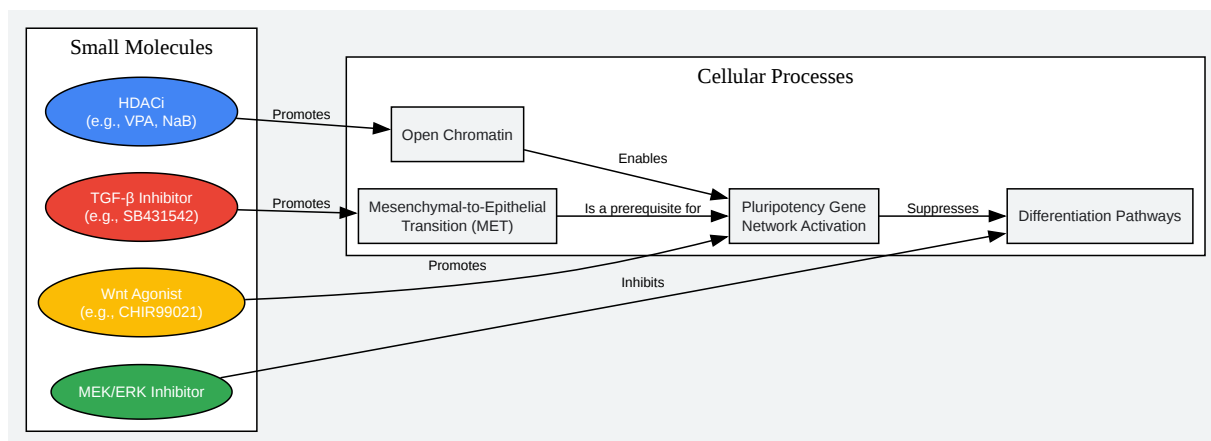 Small Molecules
HDACi
(e.g., VPA, NaB)
TGF-β Inhibitor
(e.g., SB431542)
Wnt Agonist
(e.g., CHIR99021)
MEK/ERK Inhibitor
Cellular Processes
Promotes
Open Chromatin
Enables
Promotes
Mesenchymal-to-Epithelial
Transition (MET)
Is a prerequisite for
Pluripotency Gene
Network Activation
Suppresses
Differentiation Pathways
Promotes
Inhibits